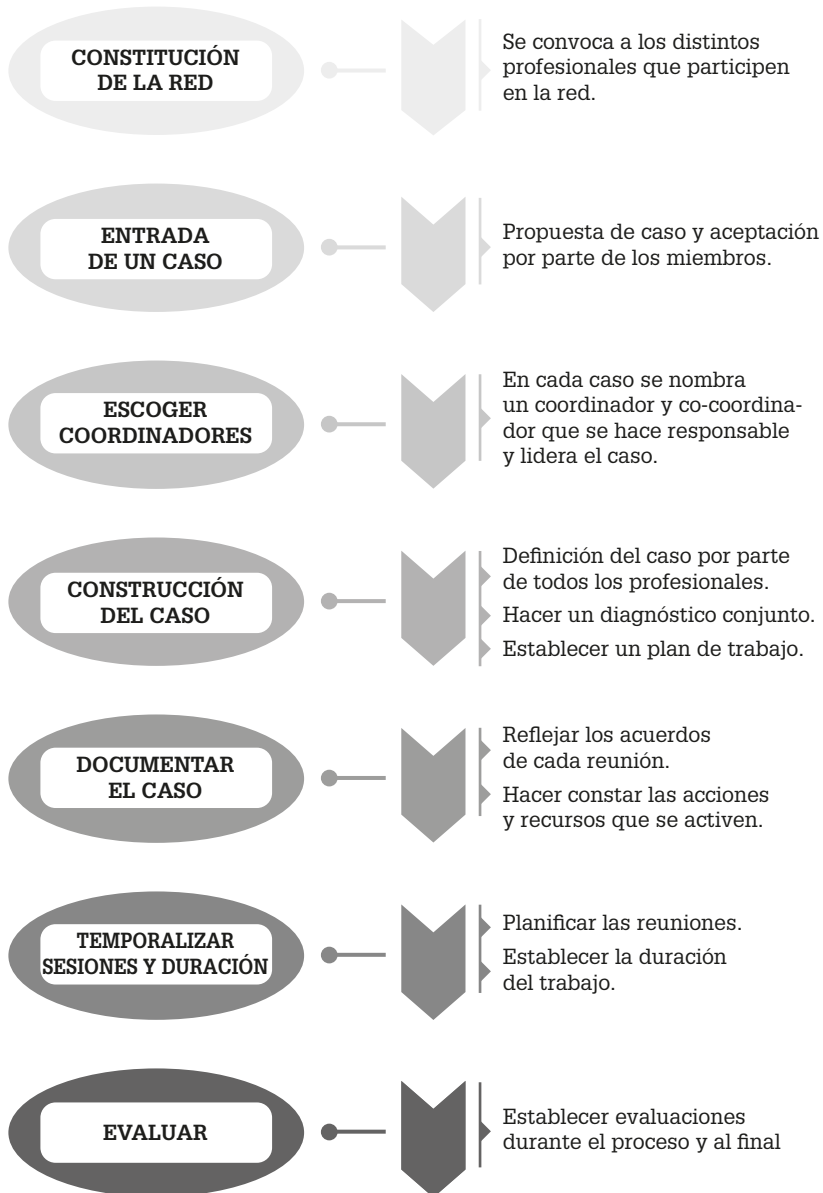 CONSTITUCIÓN
DE LA RED
Se convoca a los distintos
profesionales que participen
en la red.
ENTRADA
DE UN CASO
Propuesta de caso y aceptación
por parte de los miembros.
ESCOGER
COORDINADORES
En cada caso se nombra
un coordinador y co-coordina-
dor que se hace responsable
y lidera el caso.
CONSTRUCCIÓN
DEL CASO
Definición del caso por parte
de todos los profesionales.
Hacer un diagnóstico conjunto.
Establecer un plan de trabajo.
DOCUMENTAR
EL CASO
Reflejar los acuerdos
de cada reunión.
Hacer constar las acciones
y recursos que se activen.
TEMPORALIZAR
SESIONES Y DURACIÓN
Planificar las reuniones.
Establecer la duración
del trabajo.
EVALUAR
Establecer evaluaciones
durante el proceso y al final